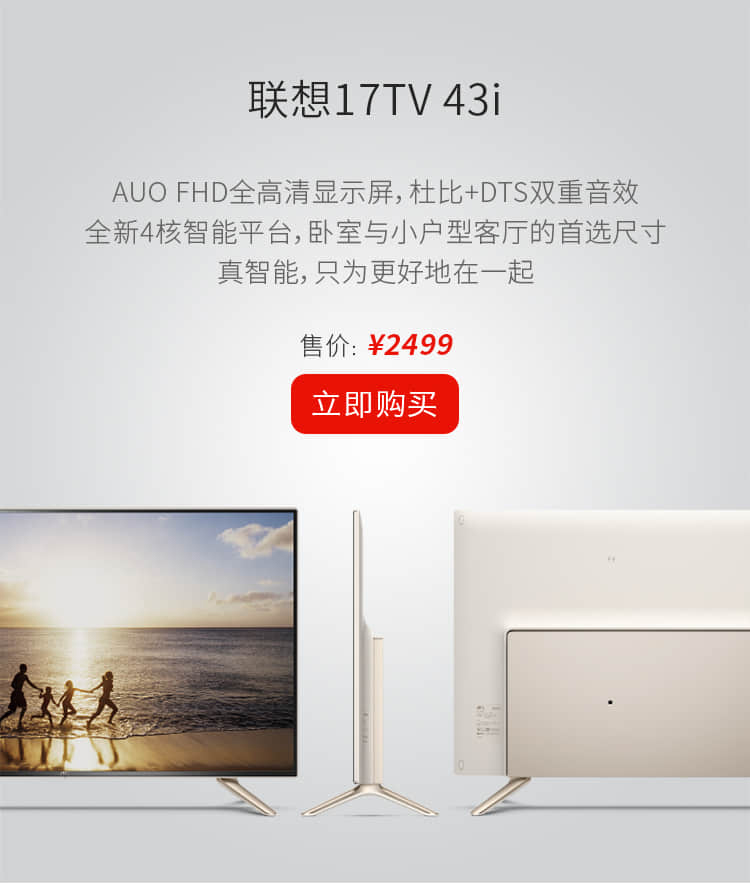 联想17TV 43i
AUO FHD全高清显示屏，杜比+DTS双重音效
全新4核智能平台，卧室与小户型客厅的首选尺寸
真智能，只为更好地在一起
售价: ¥2499
立即购买